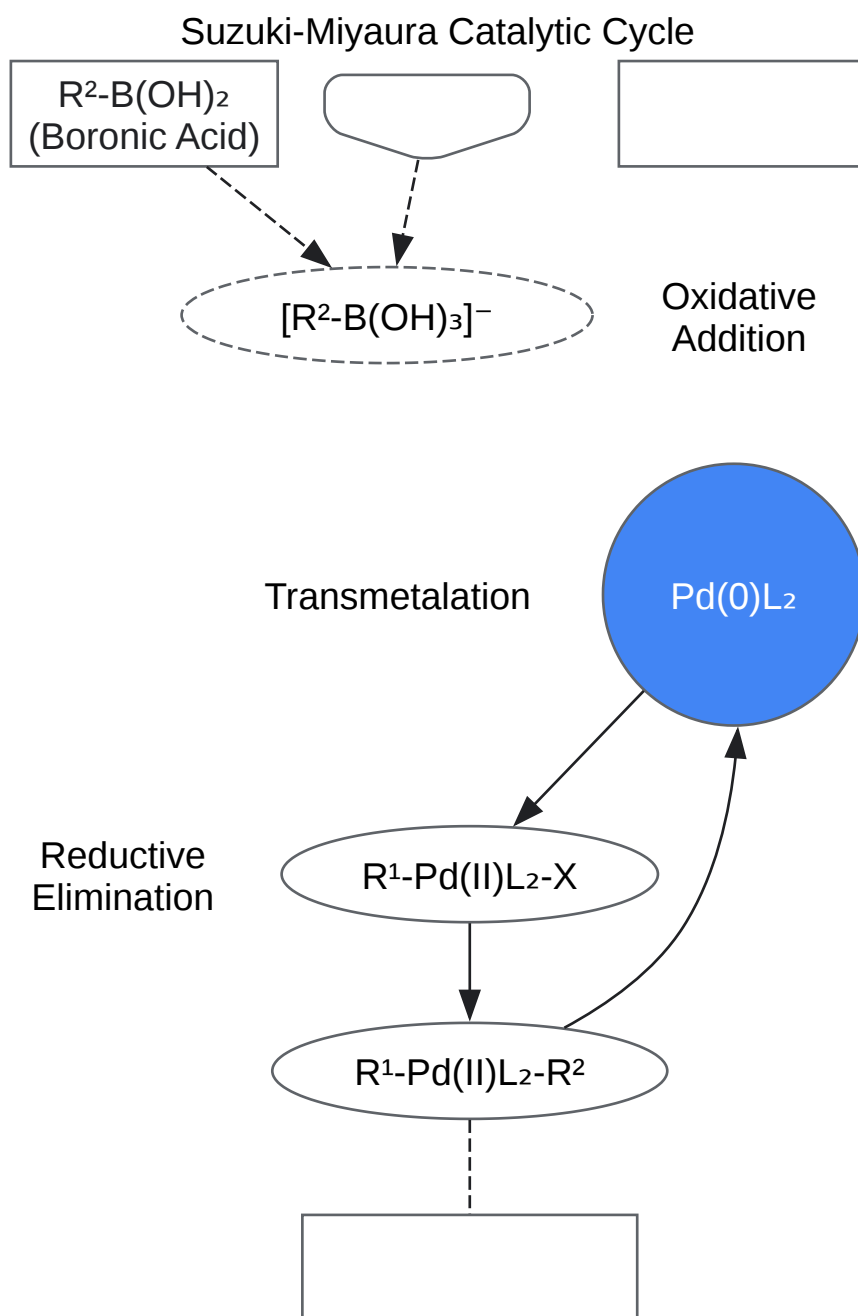 Suzuki-Miyaura Catalytic Cycle
R²-B(OH)₂
(Boronic Acid)
[R²-B(OH)₃]⁻
Oxidative
Addition
Transmetalation
Pd(0)L₂
Reductive
Elimination
R¹-Pd(II)L₂-X
R¹-Pd(II)L₂-R²